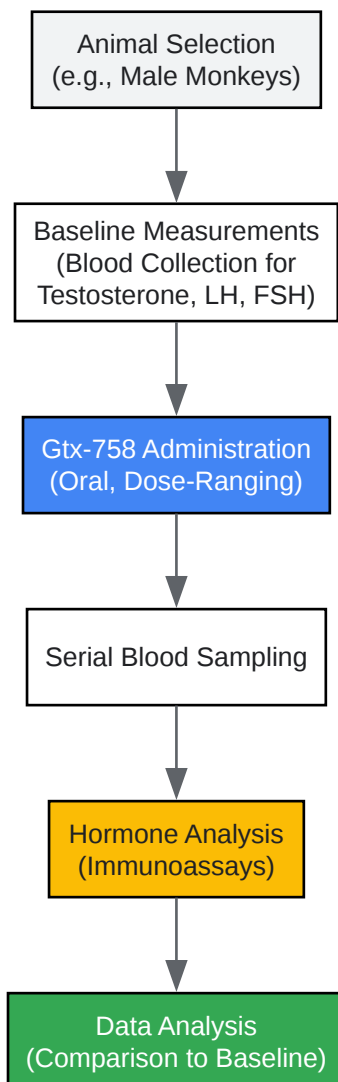 Animal Selection
(e.g., Male Monkeys)
Baseline Measurements
(Blood Collection for
Testosterone, LH, FSH)
Gtx-758 Administration
(Oral, Dose-Ranging)
Serial Blood Sampling
Hormone Analysis
(Immunoassays)
Data Analysis
(Comparison to Baseline)